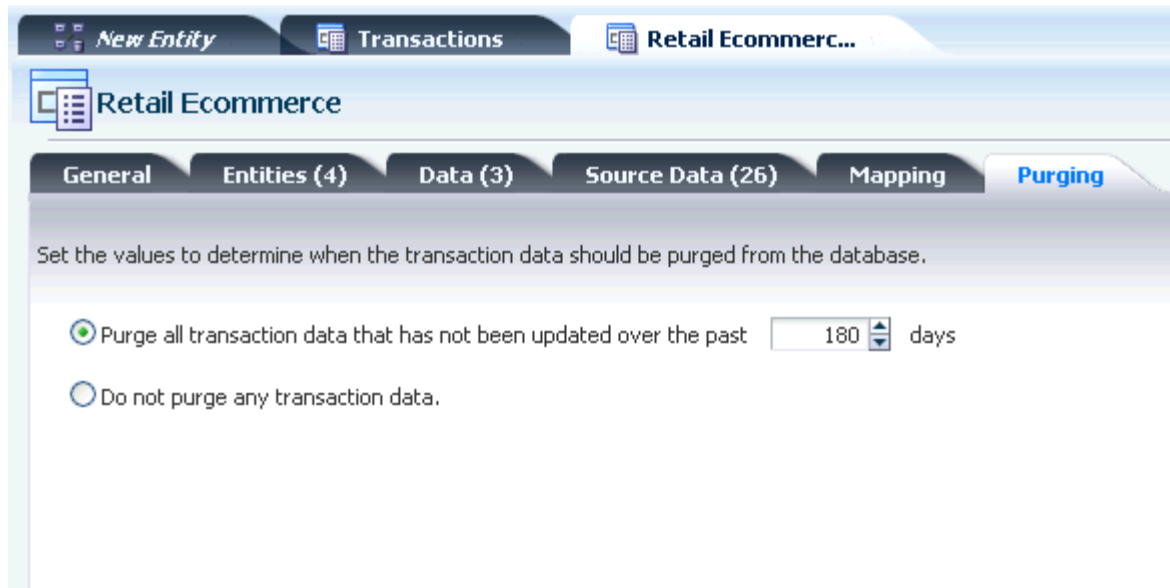 New Entity Transactions Retail Ecommerc...
Retail Ecommerce
General Entities (4) Data (3) Source Data (26) Mapping Purging
Set the values to determine when the transaction data should be purged from the database.
Purge all transaction data that has not been updated over the past 180 days
Do not purge any transaction data.